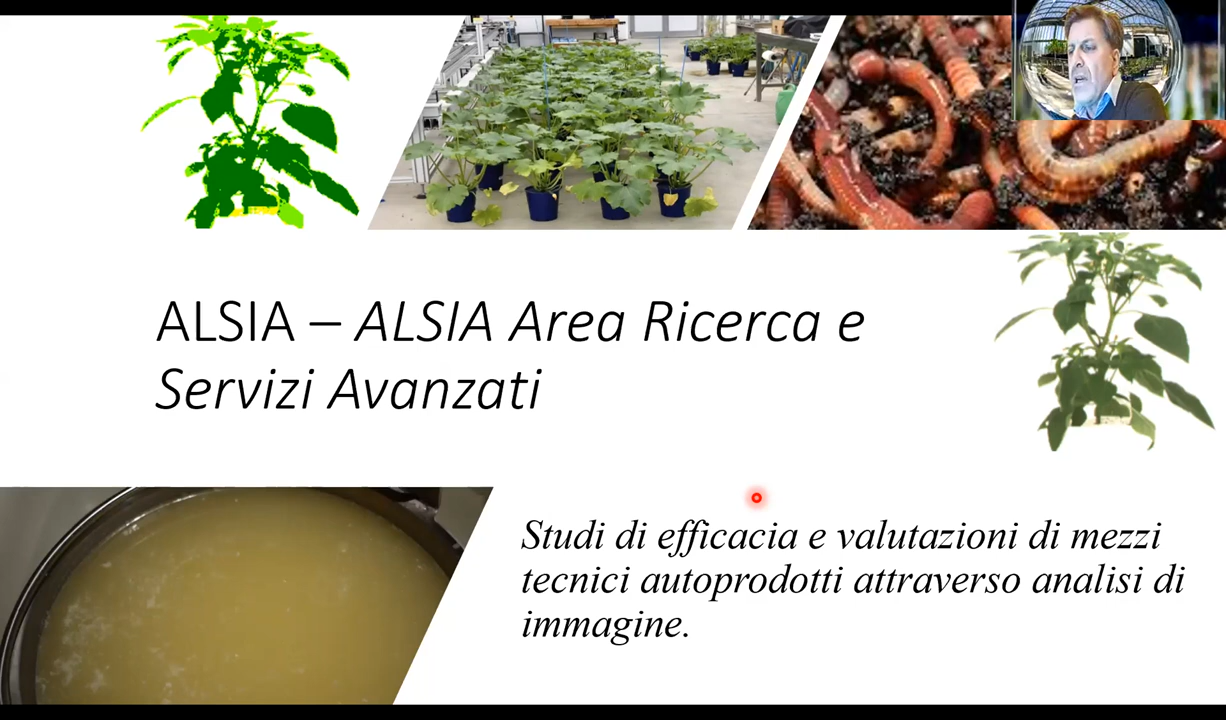 ALSIA – ALSIA Area Ricerca e
Servizi Avanzati
Studi di efficacia e valutazioni di mezzi
tecnici autoprodotti attraverso analisi di
immagine.